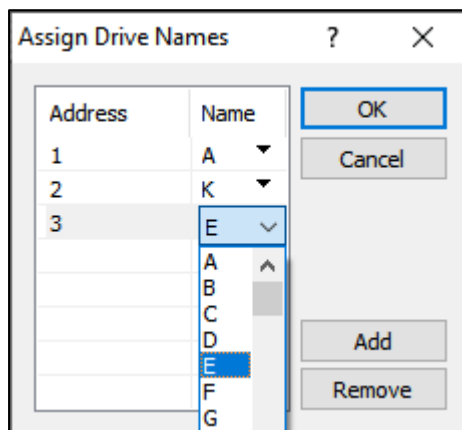 Assign Drive Names ?
Address Name
OK
1 A
Cancel
2 K
3 E
A
B
C
D
Add
E
F
Remove
G